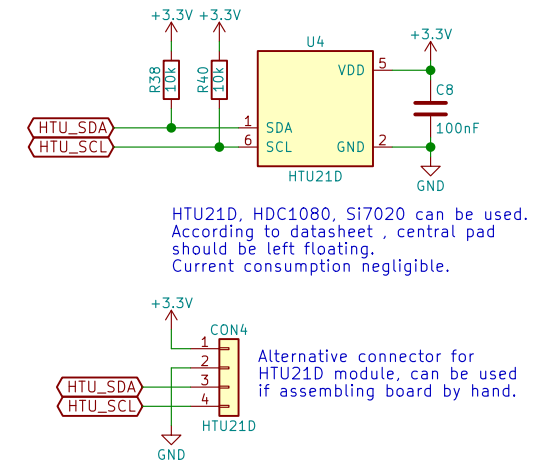 +3.3V +3.3V
R38 10k
R40 10k
U4
+3.3V
VDD 5
C8
100nF
HTU_SDA 1 SDA
HTU_SCL 6 SCL
GND 2
HTU21D
GND
HTU21D, HDC1080, Si7020 can be used.
According to datasheet , central pad
should be left floating.
Current consumption negligible.
+3.3V
CON4
1
2
HTU_SDA 3
HTU_SCL 4
HTU21D
GND
Alternative connector for
HTU21D module, can be used
if assembling board by hand.